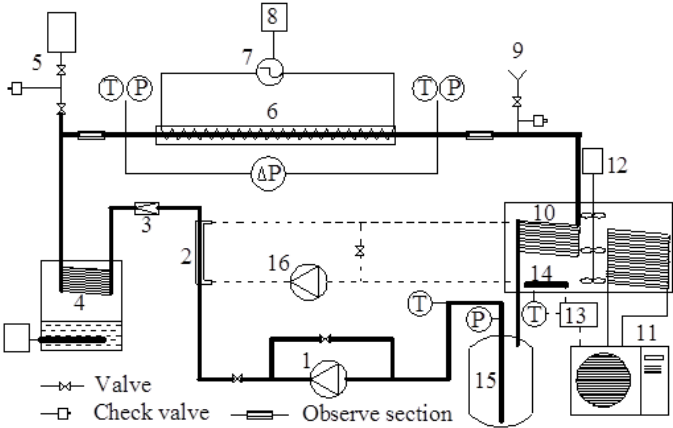 8
5
7
9
T P
6
T P
ΔP
12
10
3
2
16
4
14
T
T
13
P
11
1
15
Valve
Check valve
Observe section